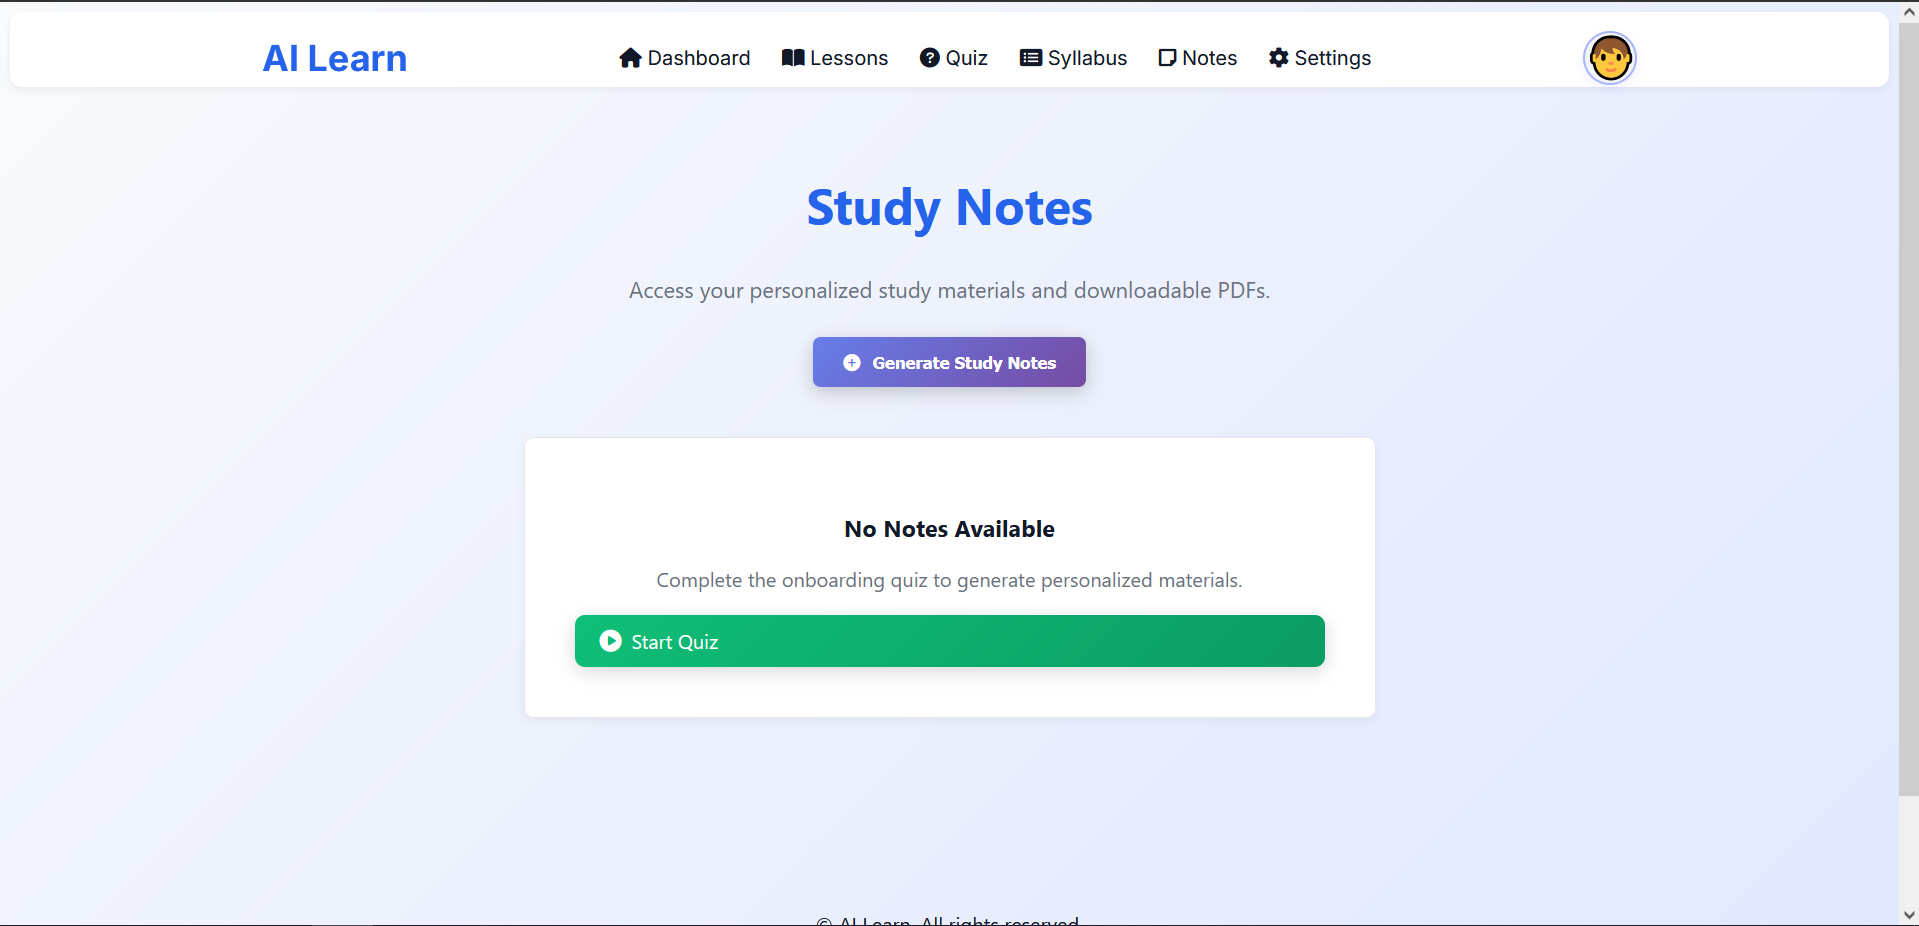 AI Learn
Dashboard
Lessons
Quiz
Syllabus
Notes
Settings
Study Notes
Access your personalized study materials and downloadable PDFs.
Generate Study Notes
No Notes Available
Complete the onboarding quiz to generate personalized materials.
Start Quiz
© AI Learn. All rights reserved.